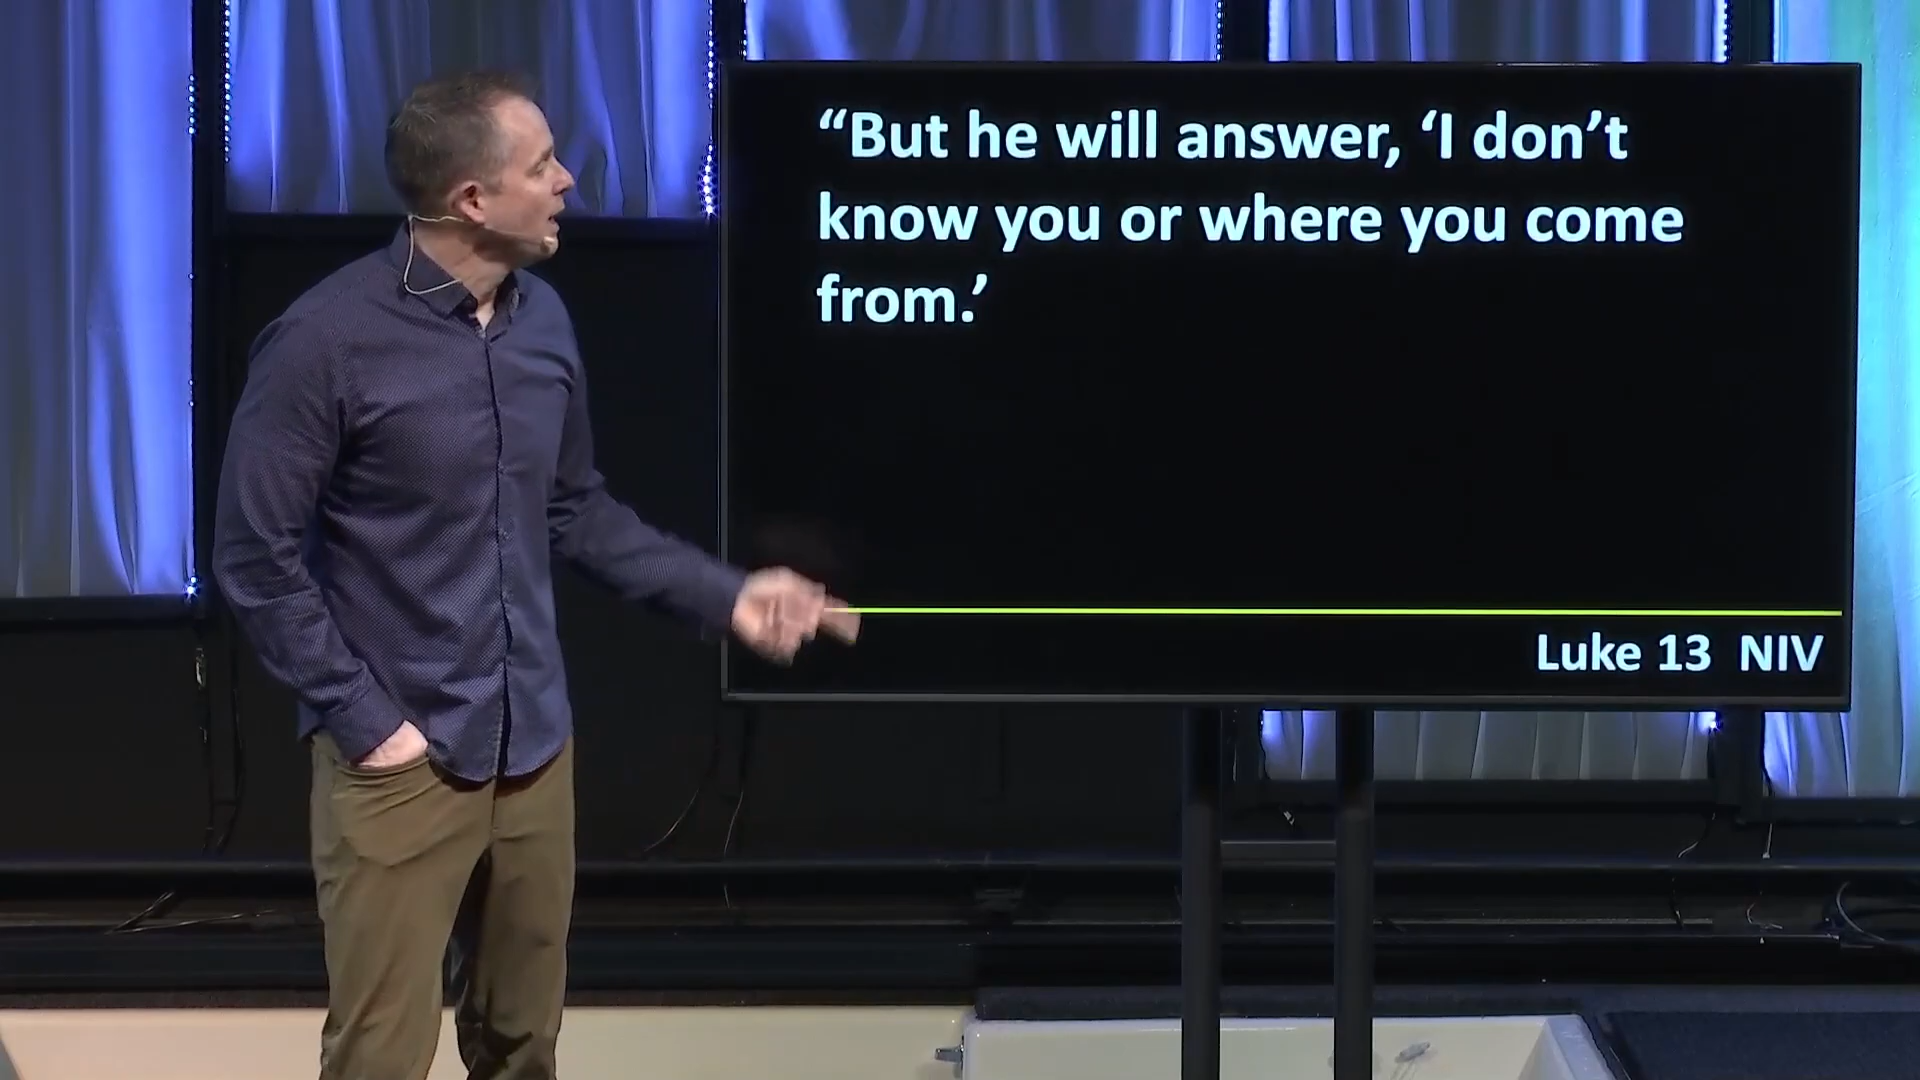 “But he will answer, ‘I don’t
know you or where you come
from.’
Luke 13  NIV